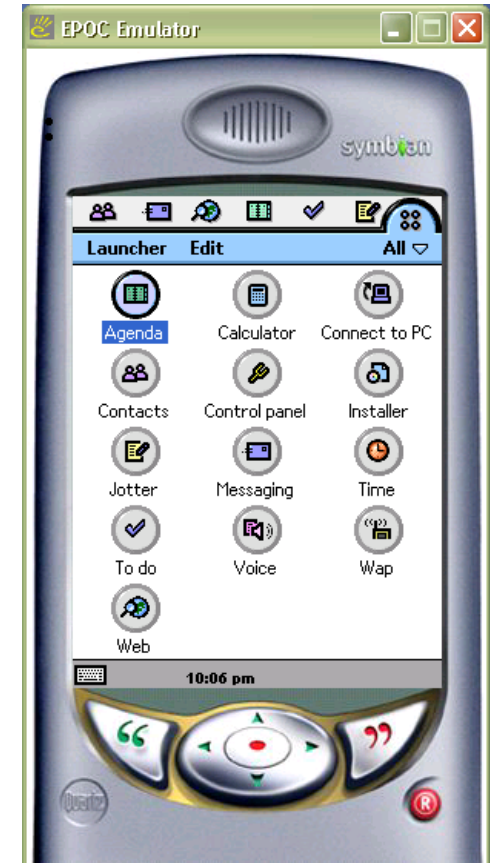 EPOC Emulator
symbian
Launcher Edit All
Agenda Calculator Connect to PC
Contacts Control panel Installer
Jotter Messaging Time
To do Voice Wap
Web
10:06 pm
Quartz
R